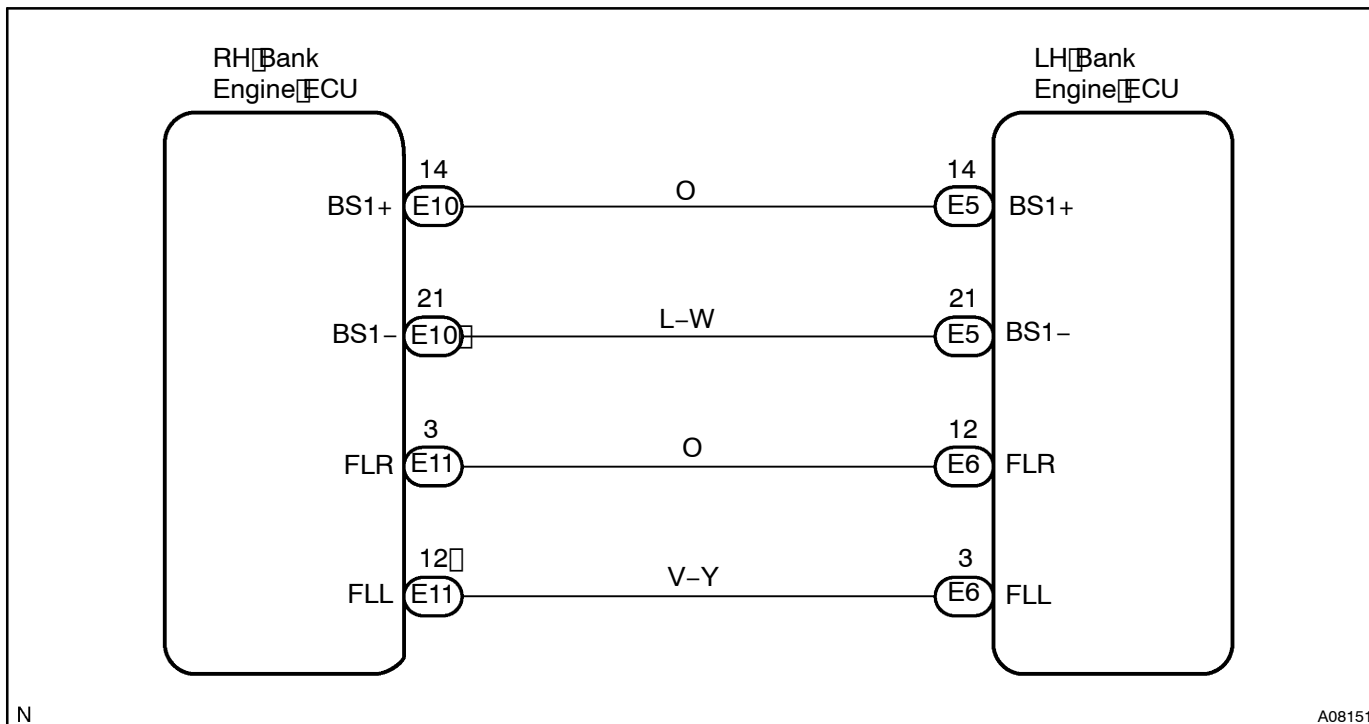 RH Bank
Engine ECU
LH Bank
Engine ECU
14
14
BS1+ E10 O E5 BS1+
21
21
BS1− E10 L−W E5 BS1−
3
12
FLR E11 O E6 FLR
12
3
FLL E11 V−Y E6 FLL
N
A08151